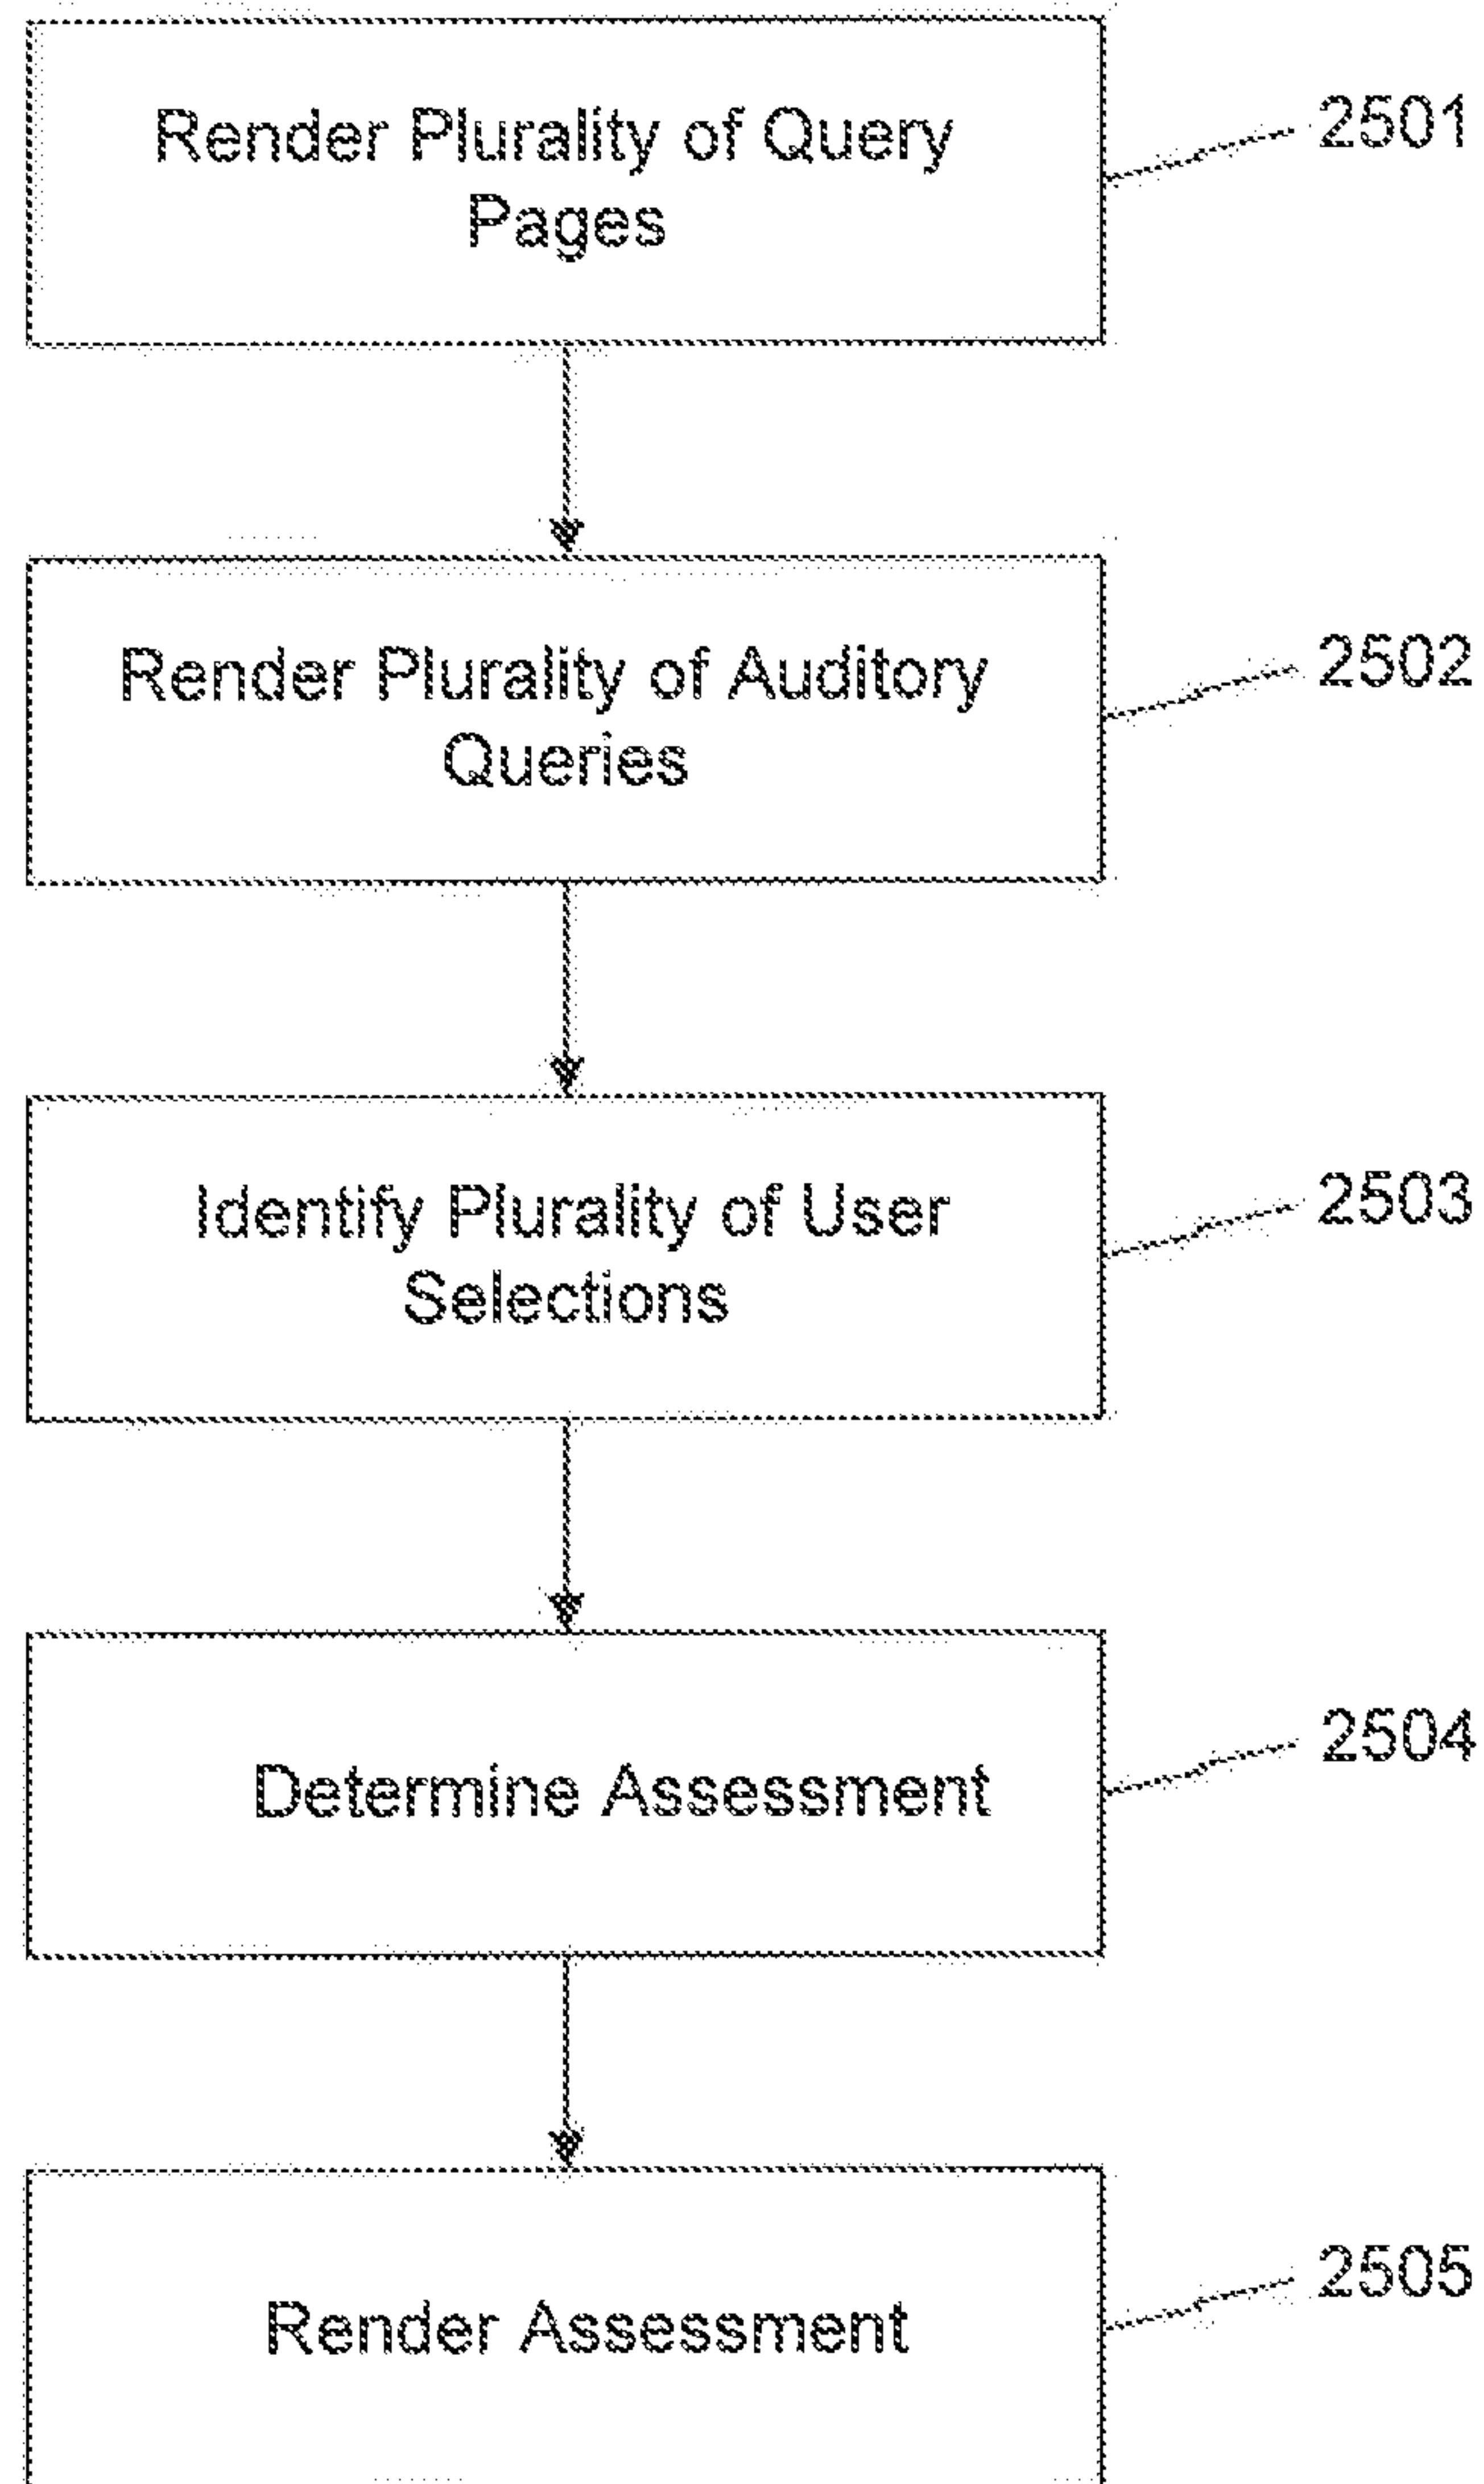 Render Plurality of Query
Pages
2501
Render Plurality of Auditory
Queries
2502
Identify Plurality of User
Selections
2503
Determine Assessment
2504
Render Assessment
2505